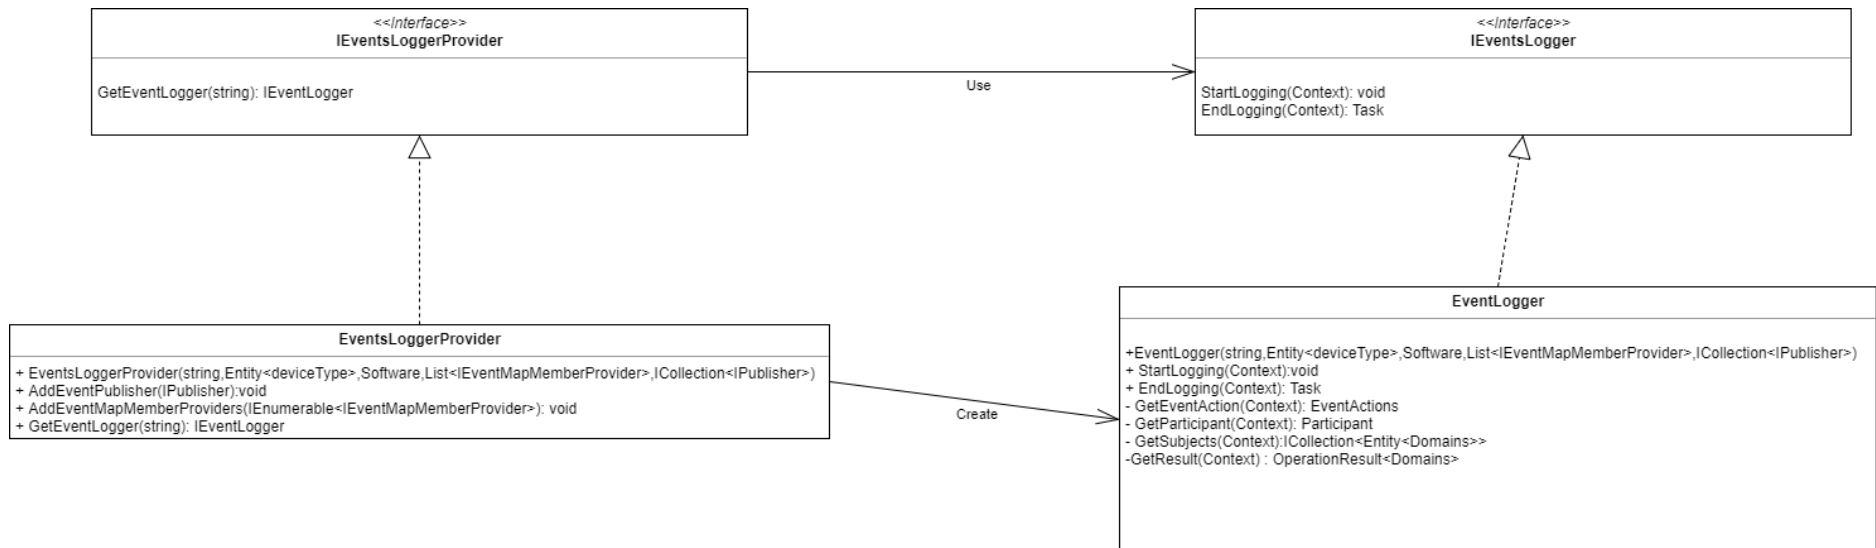 <<Interface>>
IEventsLoggerProvider
GetEventLogger(string): IEventLogger
Use
<<Interface>>
IEventsLogger
StartLogging(Context): void
EndLogging(Context): Task
EventsLoggerProvider
+ EventsLoggerProvider(string,Entity<deviceType>,Software,List<IEventMapMemberProvider>,ICollection<IPublisher>)
+ AddEventPublisher(IPublisher):void
+ AddEventMapMemberProviders(IEnumerable<IEventMapMemberProvider>): void
+ GetEventLogger(string): IEventLogger
Create
EventLogger
+EventLogger(string,Entity<deviceType>,Software,List<IEventMapMemberProvider>,ICollection<IPublisher>)
+ StartLogging(Context):void
+ EndLogging(Context): Task
- GetEventAction(Context): EventActions
- GetParticipant(Context): Participant
- GetSubjects(Context):ICollection<Entity<Domains>>
-GetResult(Context) : OperationResult<Domains>